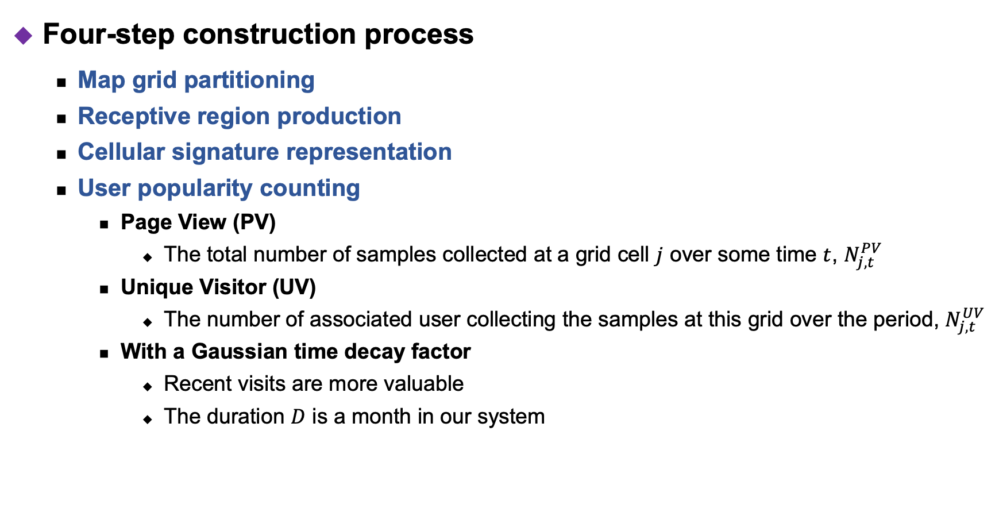 Four-step construction process
Map grid partitioning
Receptive region production
Cellular signature representation
User popularity counting
Page View (PV)
The total number of samples collected at a grid cell j over some time t, N_{j,t}^{PV}
Unique Visitor (UV)
The number of associated user collecting the samples at this grid over the period, N_{j,t}^{UV}
With a Gaussian time decay factor
Recent visits are more valuable
The duration D is a month in our system